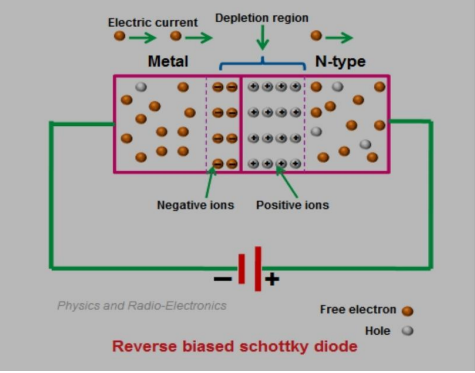 Electric current
Depletion region
Metal
N-type
Negative ions
Positive ions
− +
Physics and Radio-Electronics
Free electron
Hole
Reverse biased schottky diode